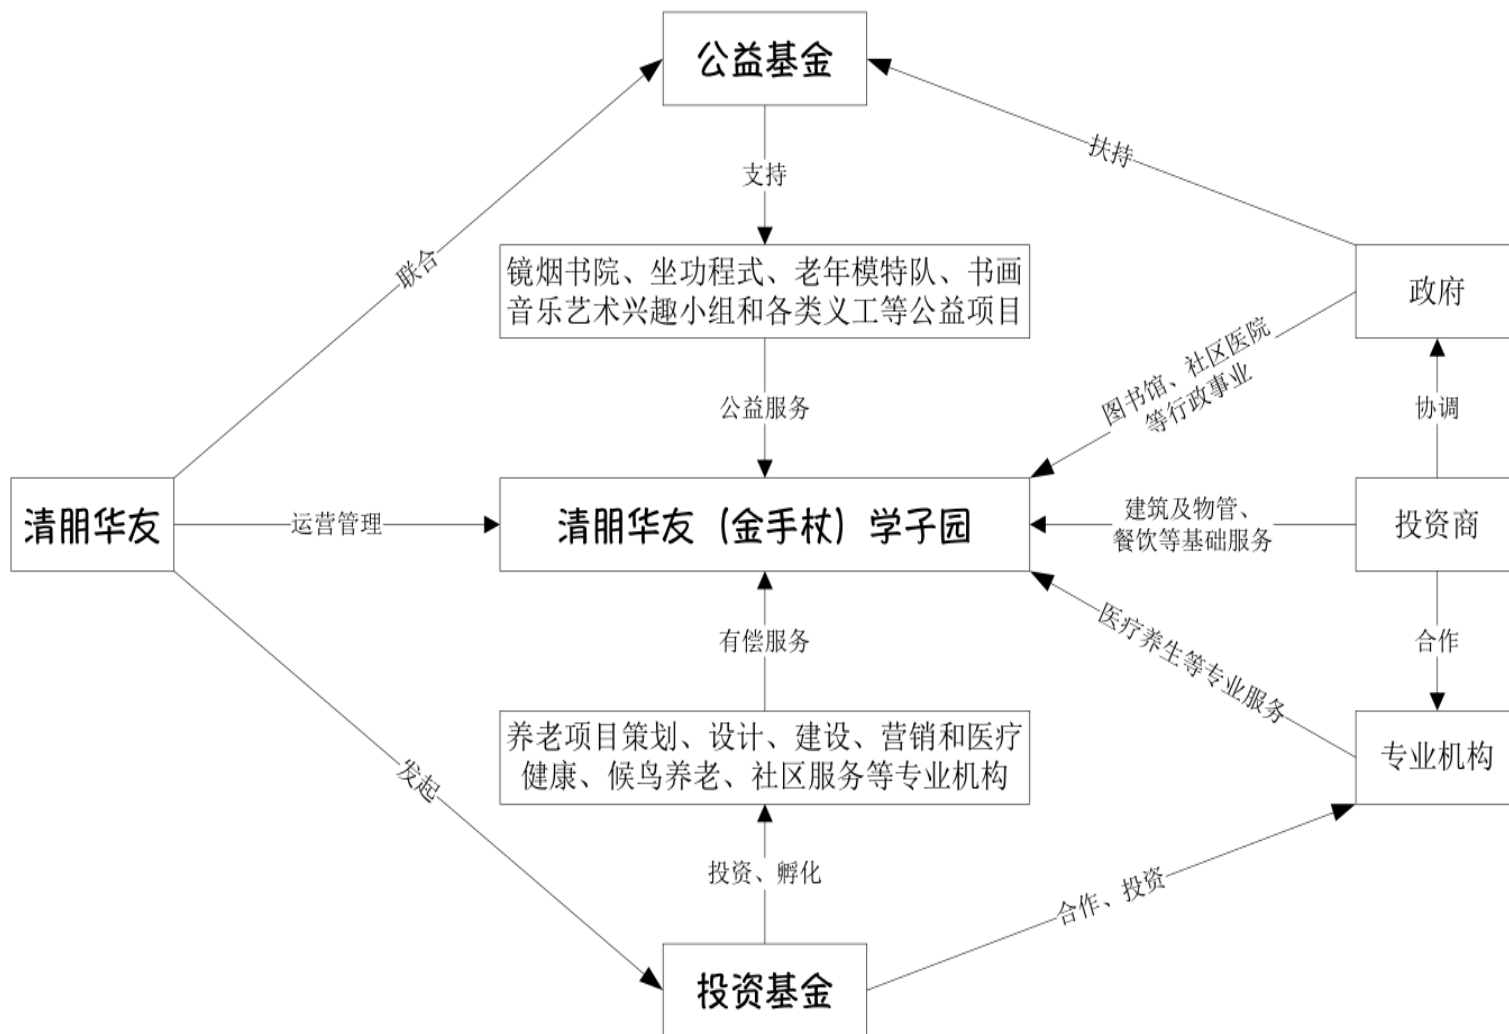 公益基金
扶持
支持
联合
镜烟书院、坐功程式、老年模特队、书画
音乐艺术兴趣小组和各类义工等公益项目
政府
图书馆、社区医院
等行政事业
公益服务
协调
清朋华友
运营管理
清朋华友（金手杖）学子园
建筑及物管、
餐饮等基础服务
投资商
有偿服务
医疗养生等专业服务
合作
发起
养老项目策划、设计、建设、营销和医疗
健康、候鸟养老、社区服务等专业机构
专业机构
投资、孵化
合作、投资
投资基金